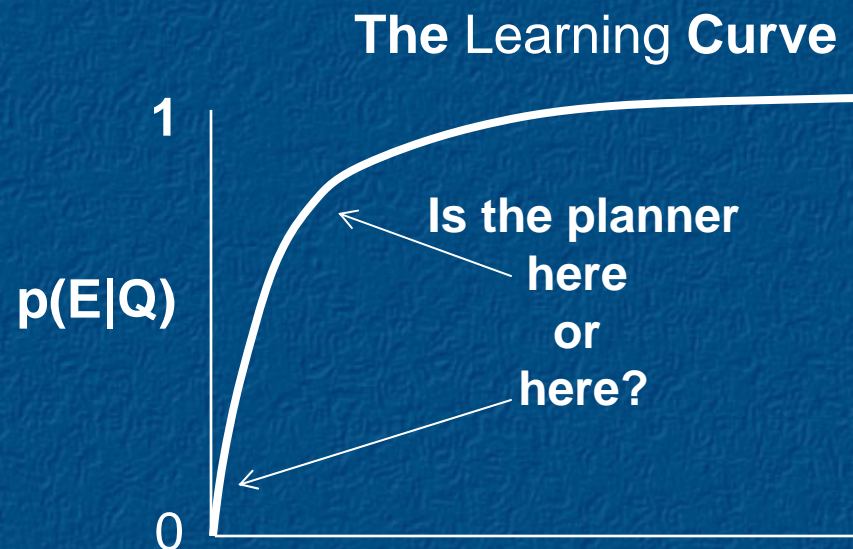 The Learning Curve
1
Is the planner
here
p(E|Q)
or
here?
0